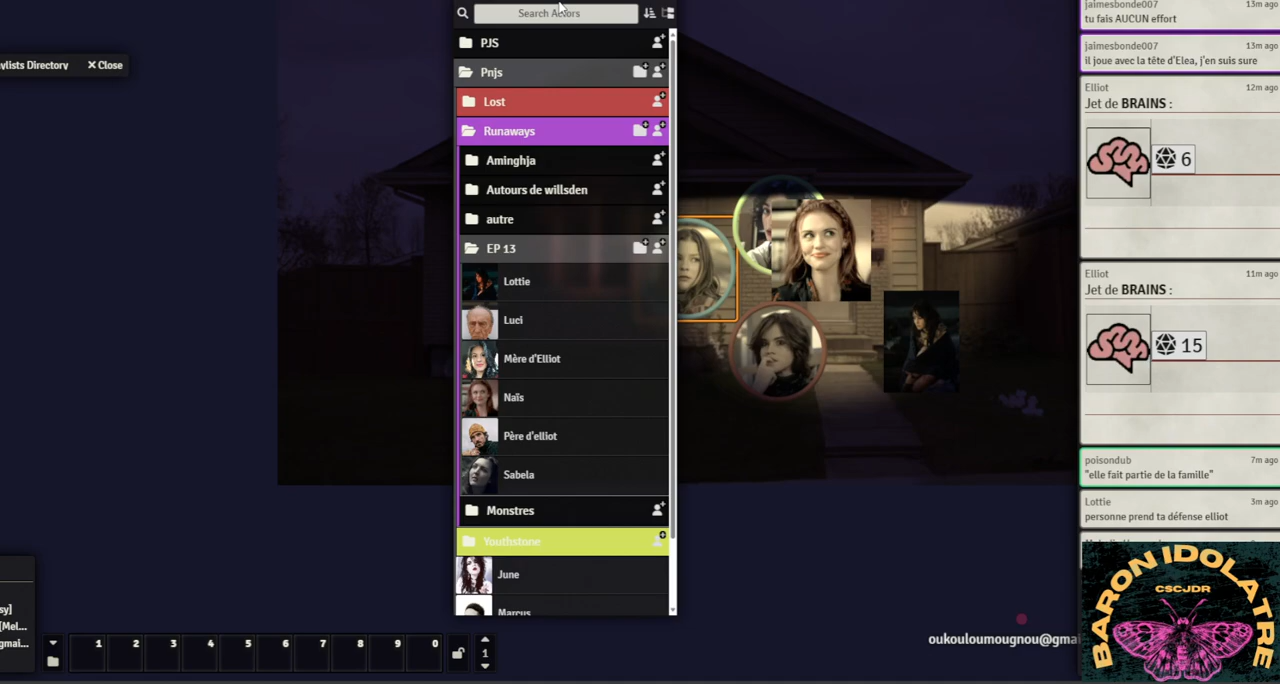 Search Actors
PJS
Pnjs
Lost
Runaways
Aminghja
Autours de willsden
autre
EP 13
Lottie
Luci
Mère d'Elliot
Naïs
Père d'elliot
Sabela
Monstres
Youthstone
June
Marcus
ylists Directory
Close
jaimesbonde007 13m ago
tu fais AUCUN effort
jaimesbonde007 13m ago
il joue avec la tête d'Elea, j'en suis sure
Elliot 12m ago
Jet de BRAINS :
6
Elliot 11m ago
Jet de BRAINS :
15
poisondub 7m ago
"elle fait partie de la famille"
Lottie 3m ago
personne prend ta défense elliot
sy]
[Mel...
gmai...
1 2 3 4 5 6 7 8 9 0
1
oukouloumougnou@gmai
BARON IDOLATRE
CSCJDR